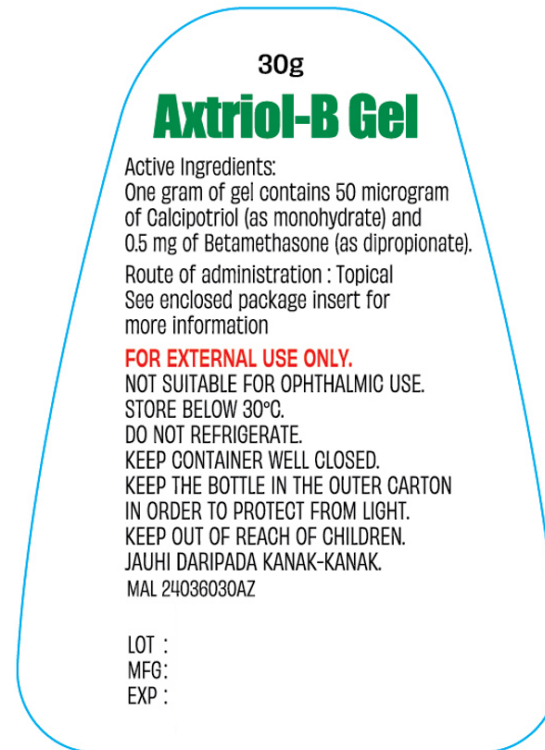 30g
Axtriol-B Gel
Active Ingredients:
One gram of gel contains 50 microgram
of Calcipotriol (as monohydrate) and
0.5 mg of Betamethasone (as dipropionate).
Route of administration : Topical
See enclosed package insert for
more information
FOR EXTERNAL USE ONLY.
NOT SUITABLE FOR OPHTHALMIC USE.
STORE BELOW 30°C.
DO NOT REFRIGERATE.
KEEP CONTAINER WELL CLOSED.
KEEP THE BOTTLE IN THE OUTER CARTON
IN ORDER TO PROTECT FROM LIGHT.
KEEP OUT OF REACH OF CHILDREN.
JAUHI DARIPADA KANAK-KANAK.
MAL 24036030AZ
LOT :
MFG:
EXP :